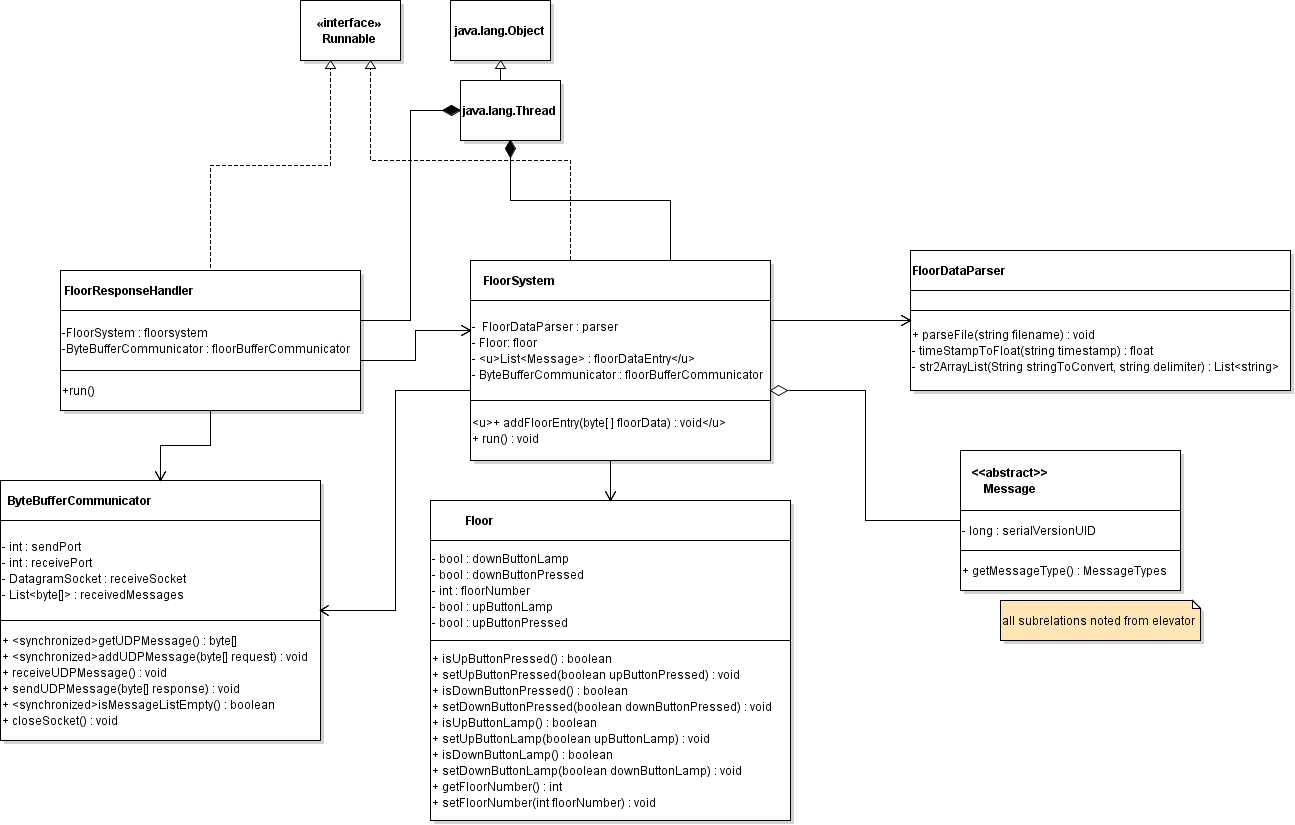 «interface»
Runnable
java.lang.Object
java.lang.Thread
FloorResponseHandler
-FloorSystem : floorsystem
-ByteBufferCommunicator : floorBufferCommunicator
+run()
FloorSystem
- FloorDataParser : parser
- Floor: floor
- <u>List<Message> : floorDataEntry</u>
- ByteBufferCommunicator : floorBufferCommunicator
<u>+ addFloorEntry(byte[ ] floorData) : void</u>
+ run() : void
FloorDataParser
+ parseFile(string filename) : void
- timeStampToFloat(string timestamp) : float
- str2ArrayList(String stringToConvert, string delimiter) : List<string>
<<abstract>>
Message
- long : serialVersionUID
+ getMessageType() : MessageTypes
all subrelations noted from elevator
ByteBufferCommunicator
- int : sendPort
- int : receivePort
- DatagramSocket : receiveSocket
- List<byte[]> : receivedMessages
+ <synchronized>getUDPMessage() : byte[]
+ <synchronized>addUDPMessage(byte[] request) : void
+ receiveUDPMessage() : void
+ sendUDPMessage(byte[] response) : void
+ <synchronized>isMessageListEmpty() : boolean
+ closeSocket() : void
Floor
- bool : downButtonLamp
- bool : downButtonPressed
- int : floorNumber
- bool : upButtonLamp
- bool : upButtonPressed
+ isUpButtonPressed() : boolean
+ setUpButtonPressed(boolean upButtonPressed) : void
+ isDownButtonPressed() : boolean
+ setDownButtonPressed(boolean downButtonPressed) : void
+ isUpButtonLamp() : boolean
+ setUpButtonLamp(boolean upButtonLamp) : void
+ isDownButtonLamp() : boolean
+ setDownButtonLamp(boolean downButtonLamp) : void
+ getFloorNumber() : int
+ setFloorNumber(int floorNumber) : void